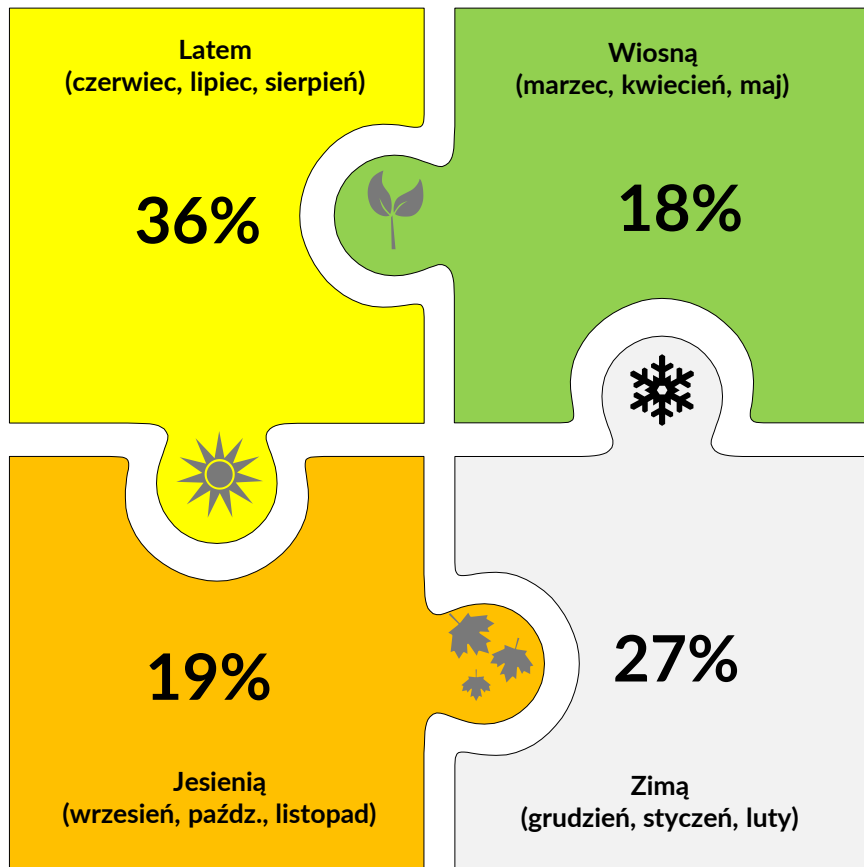 Latem
(czerwiec, lipiec, sierpień)
36%
Wiosną
(marzec, kwiecień, maj)
18%
19%
Jesienią
(wrzesień, paźdz., listopad)
27%
Zimą
(grudzień, styczeń, luty)